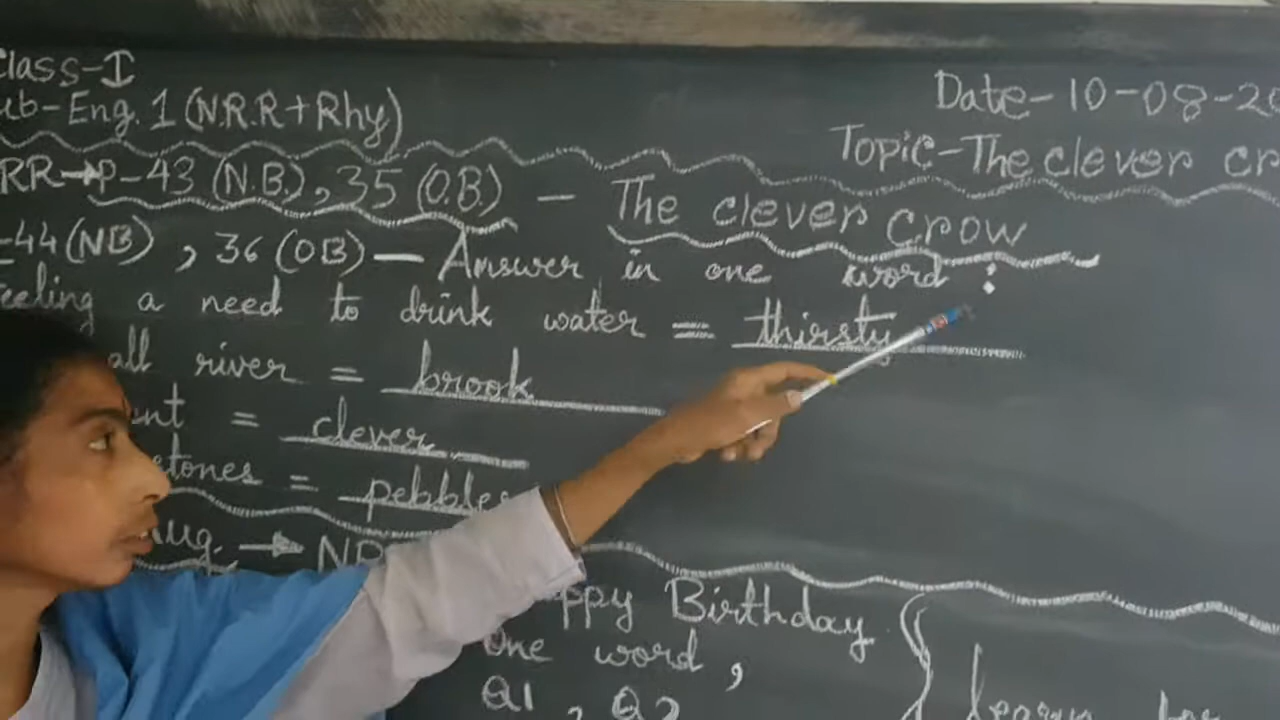 Class-I
Date-10-08-20
ub-Eng.1 (N.R.R+Rhy)
Topic-The clever cr
RR→P-43 (N.B.), 35 (O.B.) - The clever crow
-44 (NB), 36 (OB) - Answer in one word :
eeling a need to drink water = thirsty
all river = brook
ent = clever
stones = pebbles
Aug. → NR
ppy Birthday
One word,
Q1, Q2
learn